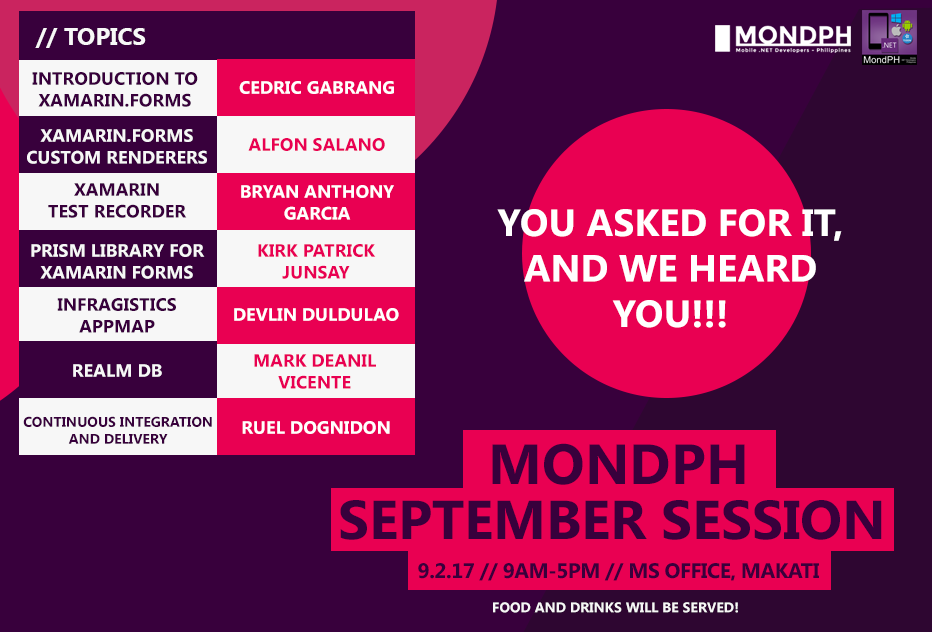 // TOPICS
INTRODUCTION TO
XAMARIN.FORMS
CEDRIC GABRANG
XAMARIN.FORMS
CUSTOM RENDERERS
ALFON SALANO
XAMARIN
TEST RECORDER
BRYAN ANTHONY
GARCIA
PRISM LIBRARY FOR
XAMARIN FORMS
KIRK PATRICK
JUNSAY
INFRAGISTICS
APPMAP
DEVLIN DULDULAO
REALM DB
MARK DEANIL
VICENTE
CONTINUOUS INTEGRATION
AND DELIVERY
RUEL DOGNIDON
MONDPH
Mobile .NET Developers - Philippines
.NET
MondPH
YOU ASKED FOR IT,
AND WE HEARD
YOU!!!
MONDPH
SEPTEMBER SESSION
9.2.17 // 9AM-5PM // MS OFFICE, MAKATI
FOOD AND DRINKS WILL BE SERVED!